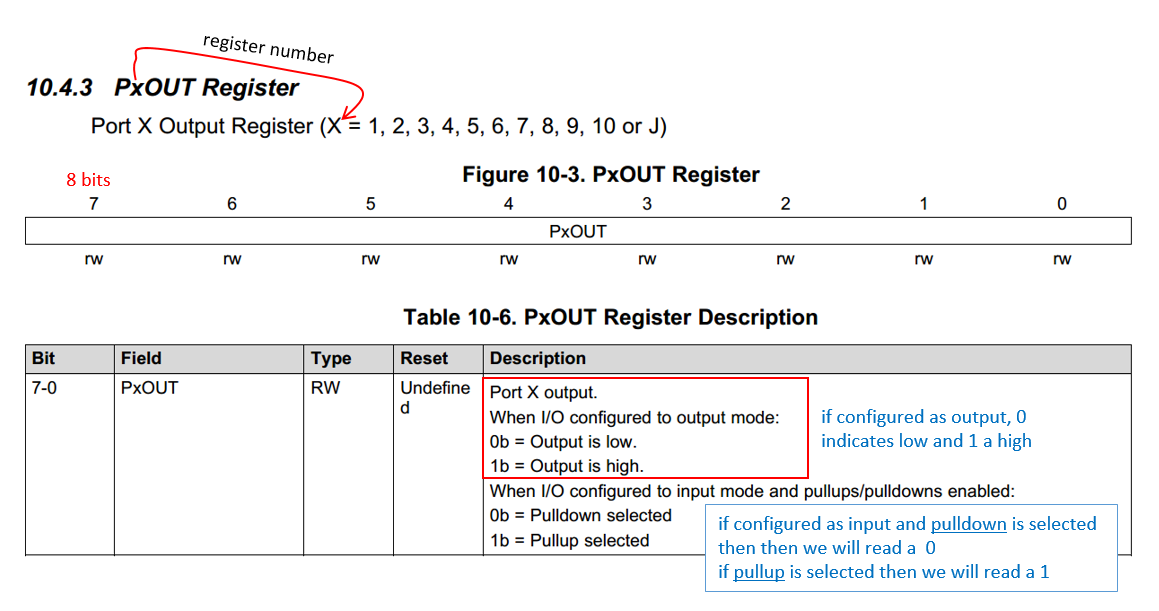 register number
10.4.3 PxOUT Register
Port X Output Register (X = 1, 2, 3, 4, 5, 6, 7, 8, 9, 10 or J)
Figure 10-3. PxOUT Register
8 bits
7 6 5 4 3 2 1 0
PxOUT
rw rw rw rw rw rw rw rw
Table 10-6. PxOUT Register Description
Bit Field Type Reset Description
7-0 PxOUT RW Undefine
d
Port X output.
When I/O configured to output mode:
0b = Output is low.
1b = Output is high.
if configured as output, 0
indicates low and 1 a high
When I/O configured to input mode and pullups/pulldowns enabled:
0b = Pulldown selected
1b = Pullup selected
if configured as input and pulldown is selected
then then we will read a 0
if pullup is selected then we will read a 1